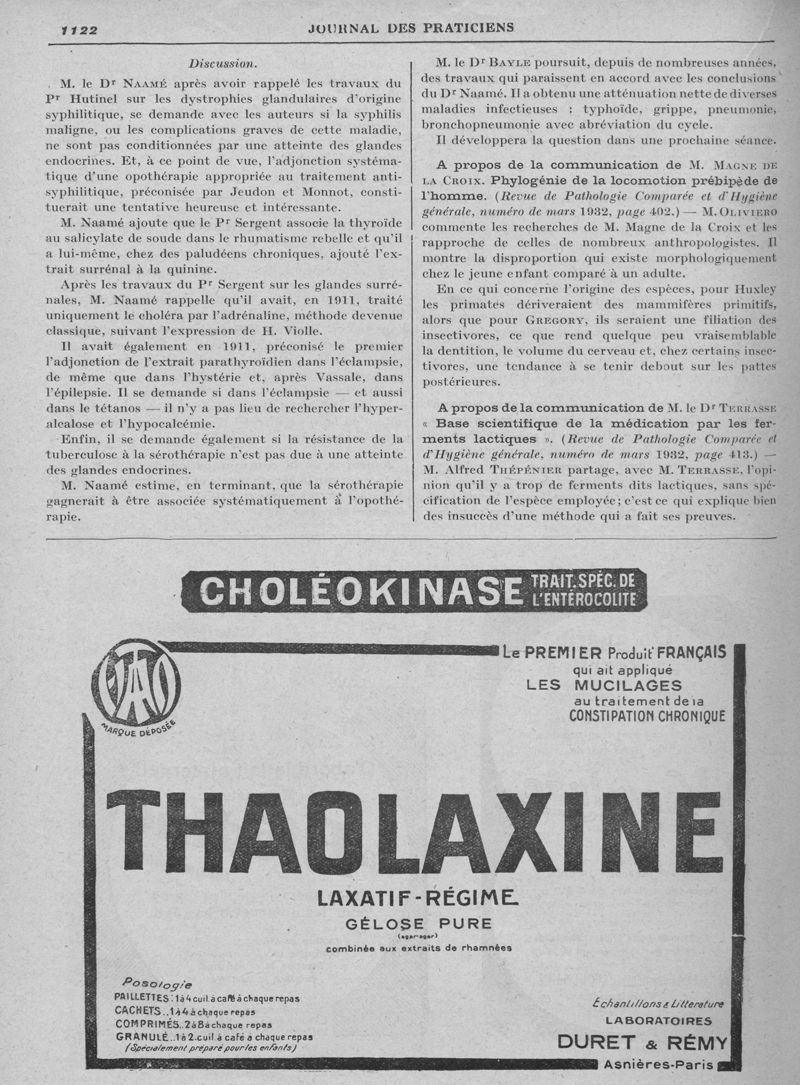 1122
JOURNAL DES PRATICIENS
Discussion.
M. le Dr NAAMÉ après avoir rappelé les travaux du
Pr Hutinel sur les dystrophies glandulaires d'origine
syphilitique, se demande avec les auteurs si la syphilis
maligne, ou les complications graves de cette maladie,
ne sont pas conditionnées par une atteinte des glandes
endocrines. Et, à ce point de vue, l'adjonction systéma-
tique d'une opothérapie appropriée au traitement anti-
syphilitique, préconisée par Jeudon et Monnot, consti-
tuerait une tentative heureuse et intéressante.
M. Naamé ajoute que le Pr Sergent associe la thyroïde
au salicylate de soude dans le rhumatisme rebelle et qu'il
a lui-même, chez des paludéens chroniques, ajouté l'ex-
trait surrénal à la quinine.
Après les travaux du Pr Sergent sur les glandes surré-
nales, M. Naamé rappelle qu'il avait, en 1911, traité
uniquement le choléra par l'adrénaline, méthode devenue
classique, suivant l'expression de H. Violle.
Il avait également en 1911, préconisé le premier
l'adjonction de l'extrait parathyroïdien dans l'éclampsie,
de même que dans l'hystérie et, après Vassale, dans
l'épilepsie. Il se demande si dans l'éclampsie — et aussi
dans le tétanos — il n'y a pas lieu de rechercher l'hyper-
alcalose et l'hypocalcémie.
Enfin, il se demande également si la résistance de la
tuberculose à la sérothérapie n'est pas due à une atteinte
des glandes endocrines.
M. Naamé estime, en terminant, que la sérothérapie
gagnerait à être associée systématiquement à l'opothé-
rapie.
M. le Dr BAYLE poursuit, depuis de nombreuses années,
des travaux qui paraissent en accord avec les conclusions
du Dr Naamé. Il a obtenu une atténuation nette de diverses
maladies infectieuses : typhoïde, grippe, pneumonie,
bronchopneumonie avec abréviation du cycle.
Il développera la question dans une prochaine séance.
A propos de la communication de M. MAGNE DE
LA CROIX. Phylogénie de la locomotion prébipède de
l'homme. (Revue de Pathologie Comparée et d'Hygiène
générale, numéro de mars 1932, page 402.) — M. OLIVIERO
commente les recherches de M. Magne de la Croix et les
rapproche de celles de nombreux anthropologistes. Il
montre la disproportion qui existe morphologiquement
chez le jeune enfant comparé à un adulte.
En ce qui concerne l'origine des espèces, pour Huxley
les primates dériveraient des mammifères primitifs,
alors que pour GREGORY, ils seraient une filiation des
insectivores, ce que rend quelque peu vraisemblable
la dentition, le volume du cerveau et, chez certains insec-
tivores, une tendance à se tenir debout sur les pattes
postérieures.
A propos de la communication de M. le Dr TERRASSE
« Base scientifique de la médication par les fer-
ments lactiques ». (Revue de Pathologie Comparée et
d'Hygiène générale, numéro de mars 1932, page 413.) —
M. Alfred THÉPÉNIER partage, avec M. TERRASSE, l'opi-
nion qu'il y a trop de ferments dits lactiques, sans spé-
cification de l'espèce employée; c'est ce qui explique bien
des insuccès d'une méthode qui a fait ses preuves.
CHOLÉOKINASE TRAIT. SPÉC. DE
L'ENTÉROCOLITE
MARQUE DÉPOSÉE
Le PREMIER Produit FRANÇAIS
qui ait appliqué
LES MUCILAGES
au traitement de la
CONSTIPATION CHRONIQUE
THAOLAXINE
LAXATIF-RÉGIME
GÉLOSE PURE
(agar-agar)
combinée aux extraits de rhamnées
Posologie
PAILLETTES : 1 à 4 cuil. à café à chaque repas
CACHETS .. 1 à 4 à chaque repas
COMPRIMÉS .. 2 à 8 à chaque repas
GRANULÉ .. 1 à 2 cuil. à café a chaque repas
(Spécialement préparé pour les enfants)
Échantillons & Litterature
LABORATOIRES
DURET & RÉMY
Asnières-Paris